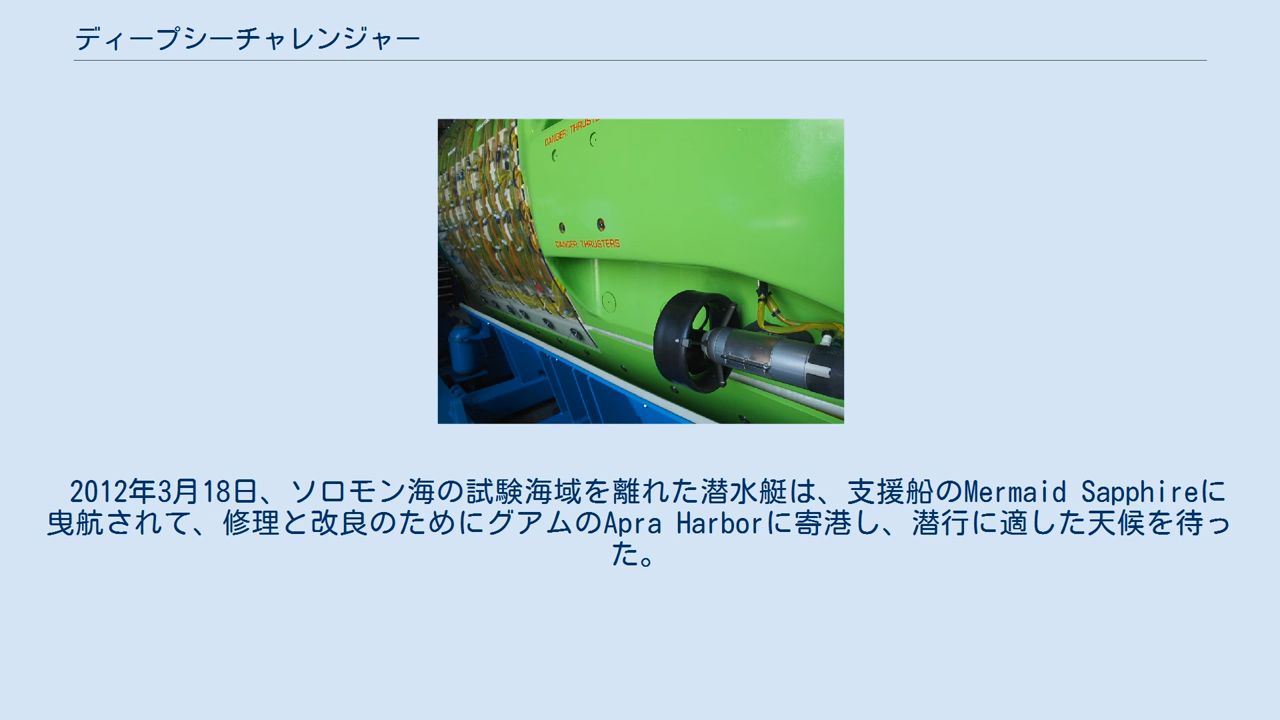 ディープシーチャレンジャー
DANGER: THRUSTE
DANGER: THRUSTERS
2012年3月18日、ソロモン海の試験海域を離れた潜水艇は、支援船のMermaid Sapphireに
曳航されて、修理と改良のためにグアムのApra Harborに寄港し、潜行に適した天候を待っ
た。